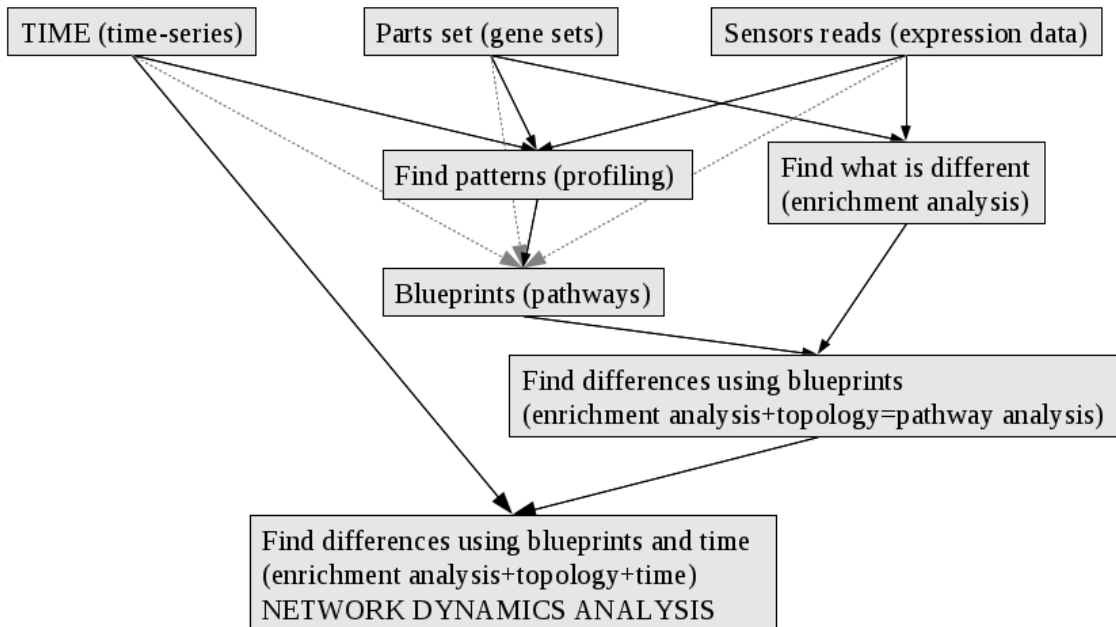 TIME (time-series)
Parts set (gene sets)
Sensors reads (expression data)
Find patterns (profiling)
Find what is different
(enrichment analysis)
Blueprints (pathways)
Find differences using blueprints
(enrichment analysis+topology=pathway analysis)
Find differences using blueprints and time
(enrichment analysis+topology+time)
NETWORK DYNAMICS ANALYSIS